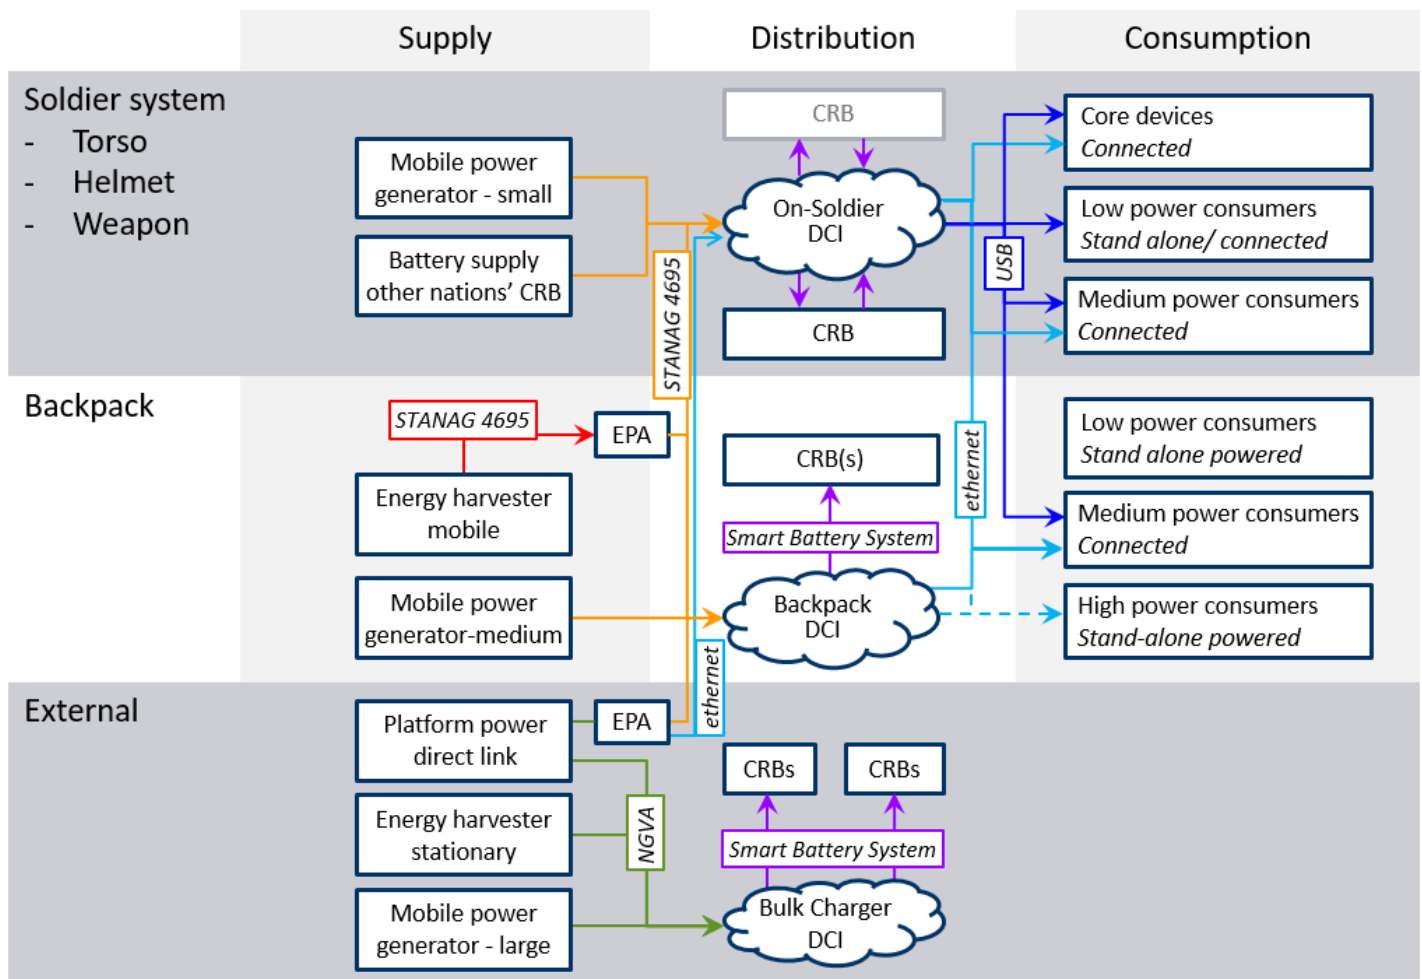 Supply
Distribution
Consumption
Soldier system
- Torso
- Helmet
- Weapon
Mobile power
generator - small
Battery supply
other nations' CRB
STANAG 4695
CRB
On-Soldier
DCI
CRB
USB
Core devices
Connected
Low power consumers
Stand alone/ connected
Medium power consumers
Connected
Backpack
STANAG 4695
EPA
Energy harvester
mobile
Mobile power
generator-medium
CRB(s)
Smart Battery System
Backpack
DCI
ethernet
ethernet
Low power consumers
Stand alone powered
Medium power consumers
Connected
High power consumers
Stand-alone powered
External
Platform power
direct link
EPA
Energy harvester
stationary
NGVA
Mobile power
generator - large
CRBs
CRBs
Smart Battery System
Bulk Charger
DCI